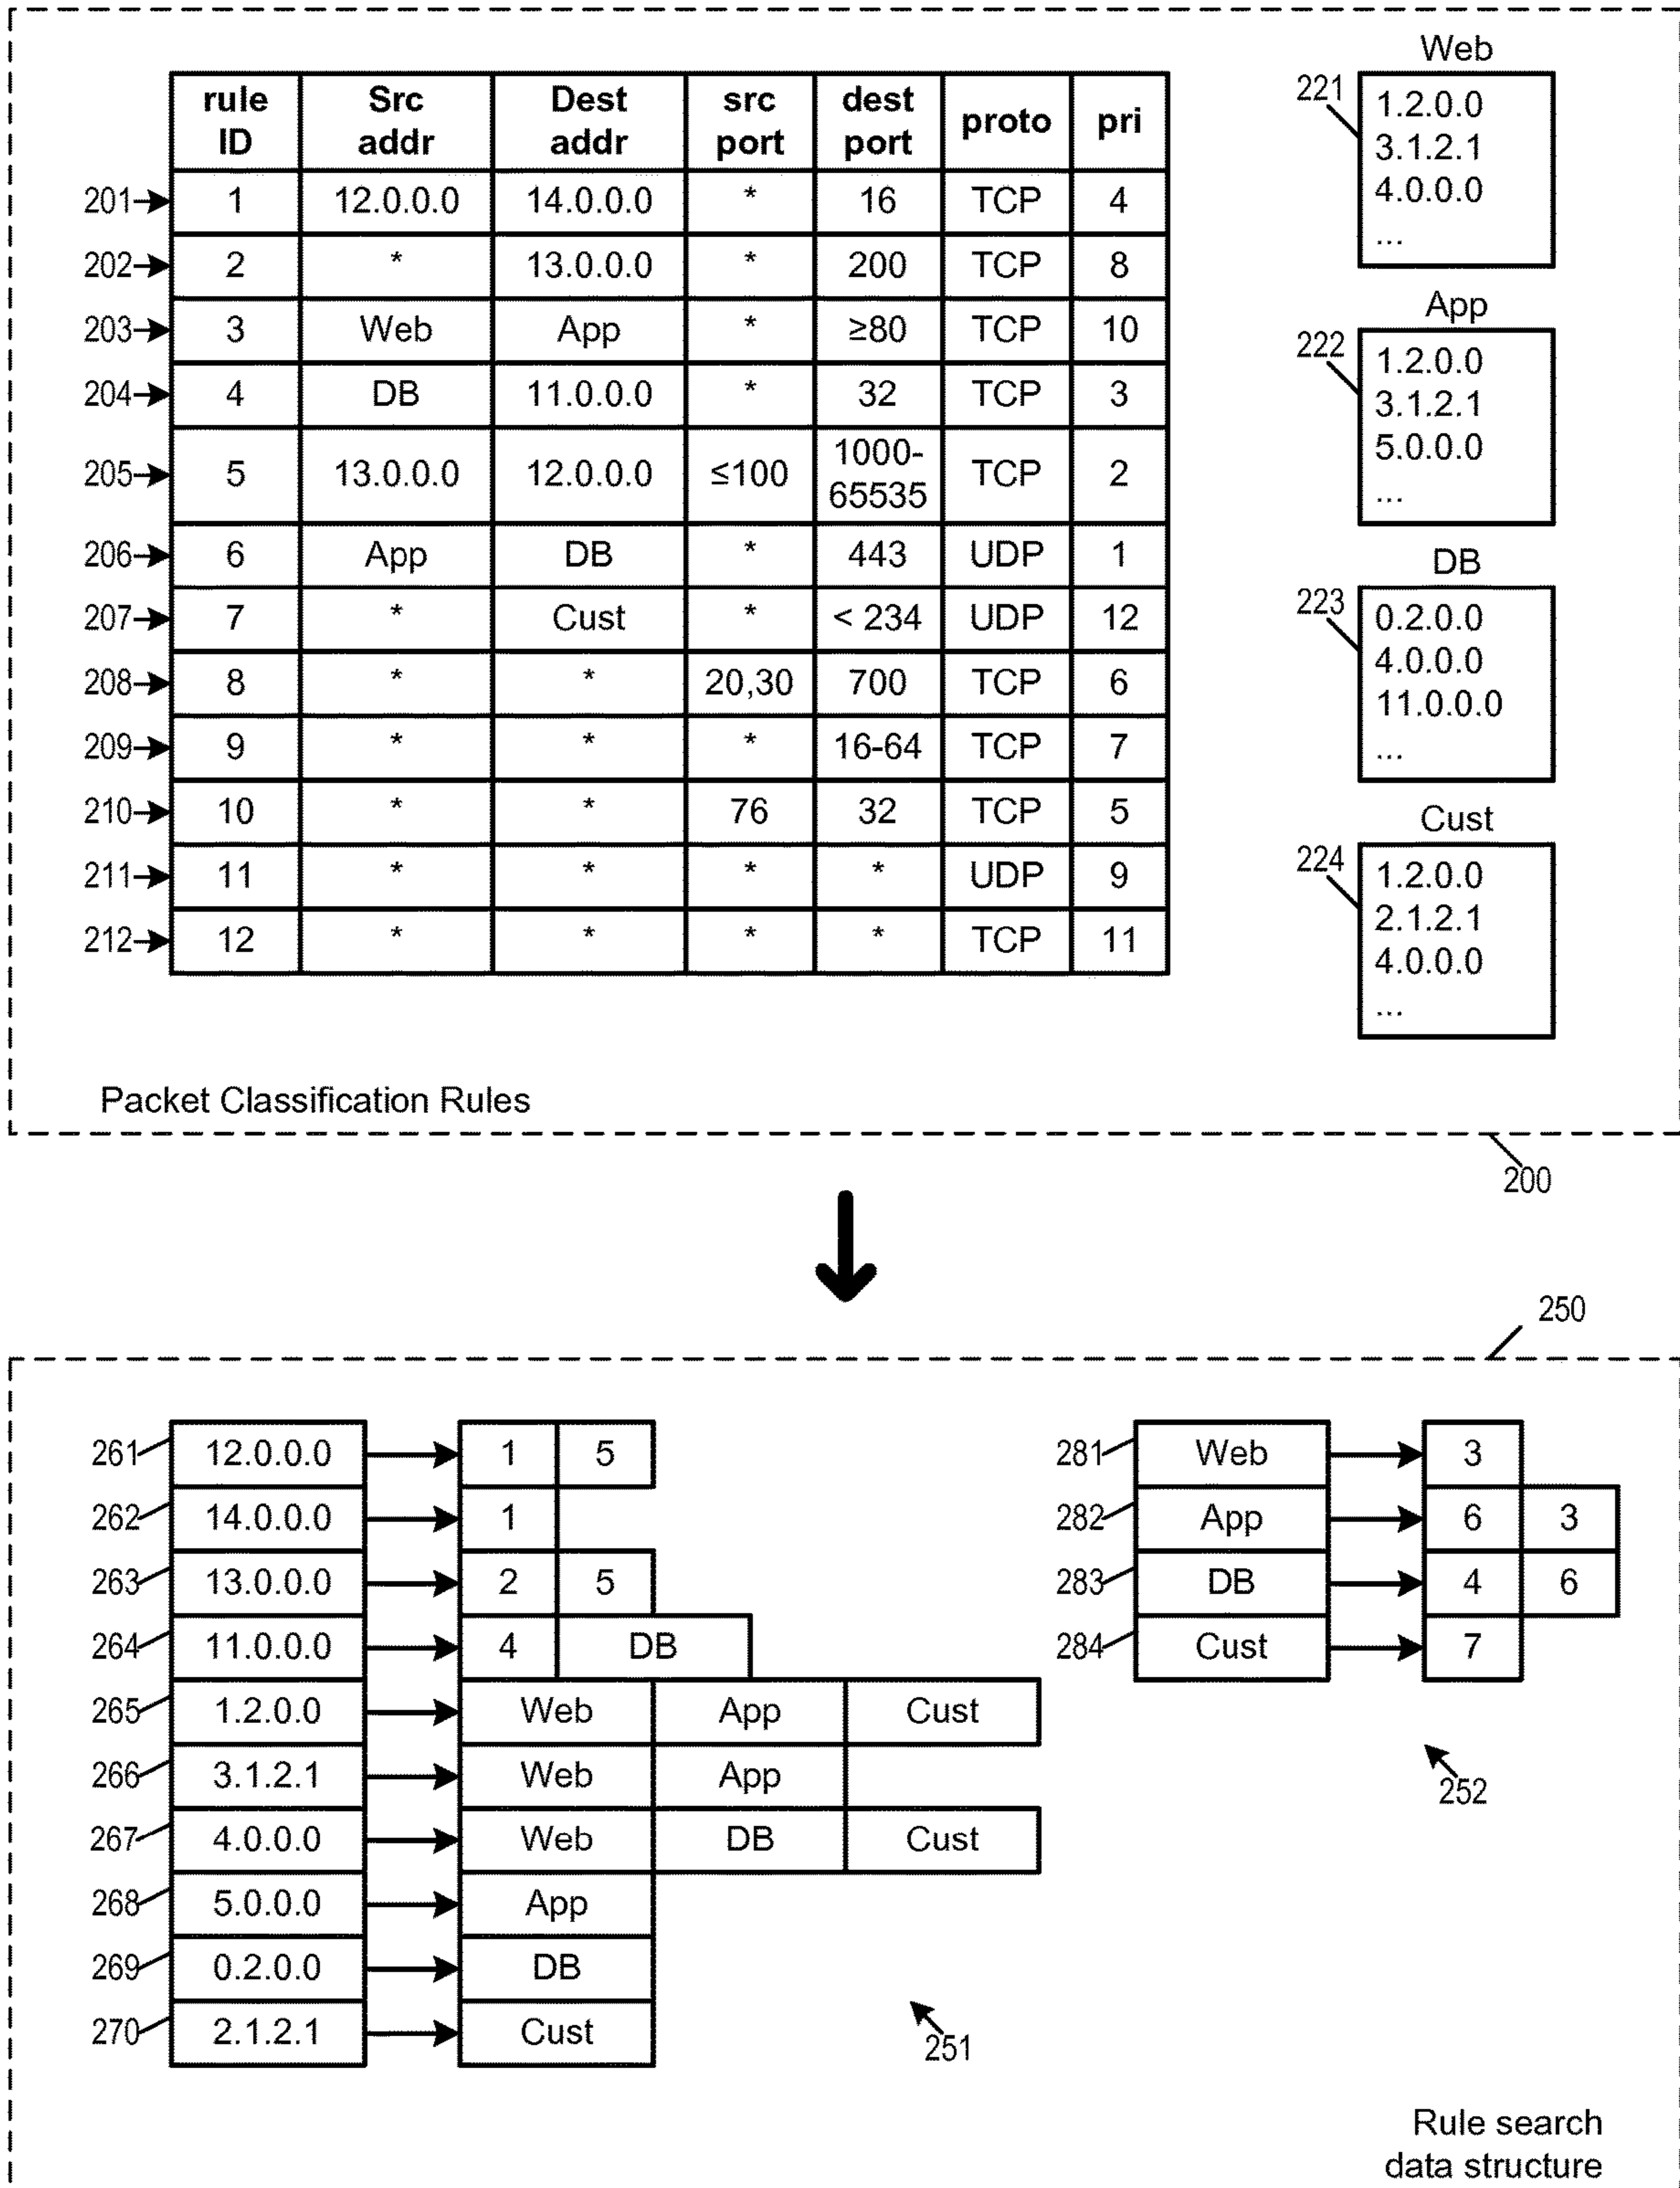 rule ID Src addr Dest addr src port dest port proto pri
201 1 12.0.0.0 14.0.0.0 * 16 TCP 4
202 2 * 13.0.0.0 * 200 TCP 8
203 3 Web App * ≥80 TCP 10
204 4 DB 11.0.0.0 * 32 TCP 3
205 5 13.0.0.0 12.0.0.0 ≤100 1000-65535 TCP 2
206 6 App DB * 443 UDP 1
207 7 * Cust * < 234 UDP 12
208 8 * * 20,30 700 TCP 6
209 9 * * * 16-64 TCP 7
210 10 * * 76 32 TCP 5
211 11 * * * * UDP 9
212 12 * * * * TCP 11
Web
221
1.2.0.0
3.1.2.1
4.0.0.0
...
App
222
1.2.0.0
3.1.2.1
5.0.0.0
...
DB
223
0.2.0.0
4.0.0.0
11.0.0.0
...
Cust
224
1.2.0.0
2.1.2.1
4.0.0.0
...
Packet Classification Rules
200
250
261 12.0.0.0 1 5
262 14.0.0.0 1
263 13.0.0.0 2 5
264 11.0.0.0 4 DB
265 1.2.0.0 Web App Cust
266 3.1.2.1 Web App
267 4.0.0.0 Web DB Cust
268 5.0.0.0 App
269 0.2.0.0 DB
270 2.1.2.1 Cust
251
281 Web 3
282 App 6 3
283 DB 4 6
284 Cust 7
252
Rule search
data structure